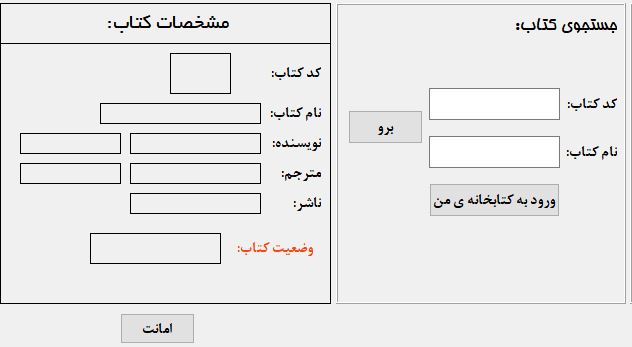 جستجوی کتاب:
کد کتاب:
نام کتاب:
برو
ورود به کتابخانه ی من
مشخصات کتاب:
کد کتاب:
نام کتاب:
نویسنده:
مترجم:
ناشر:
وضعیت کتاب:
امانت